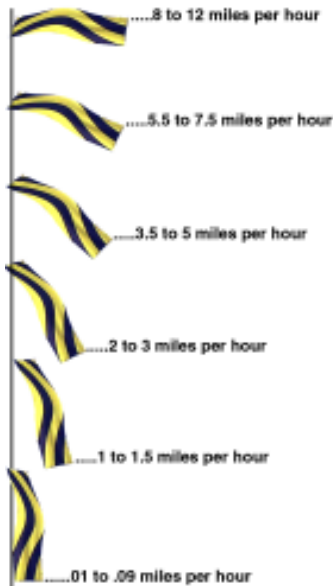 .....8 to 12 miles per hour
.....5.5 to 7.5 miles per hour
.....3.5 to 5 miles per hour
.....2 to 3 miles per hour
.....1 to 1.5 miles per hour
......01 to .09 miles per hour